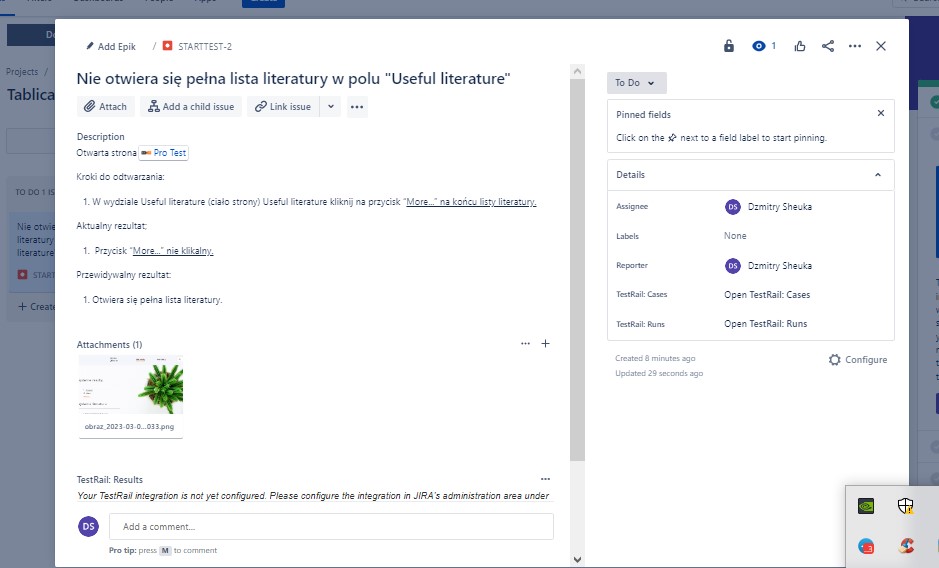 Add Epik / STARTTEST-2
1
Projects /
Tablica
Nie otwiera się pełna lista literatury w polu "Useful literature"
To Do
Attach
Add a child issue
Link issue
Pinned fields
Click on the next to a field label to start pinning.
Description
Otwarta strona Pro Test
Kroki do odtwarzania:
Details
TO DO 1 IS
1. W wydziale Useful literature (ciało strony) Useful literature kliknij na przycisk “More...” na końcu listy literatury.
Assignee
DS Dzmitry Sheuka
Nie otwie
literatury
literature
Aktualny rezultat:
Labels
None
1. Przycisk “More...” nie klikalny.
Reporter
DS Dzmitry Sheuka
START
Przewidywalny rezultat:
TestRail: Cases
Open TestRail: Cases
1. Otwiera się pełna lista literatury.
+ Create
TestRail: Runs
Open TestRail: Runs
Attachments (1)
Created 8 minutes ago
Configure
Updated 29 seconds ago
obraz_2023-03-0...033.png
TestRail: Results
Your TestRail integration is not yet configured. Please configure the integration in JIRA's administration area under
DS
Add a comment...
Pro tip: press M to comment